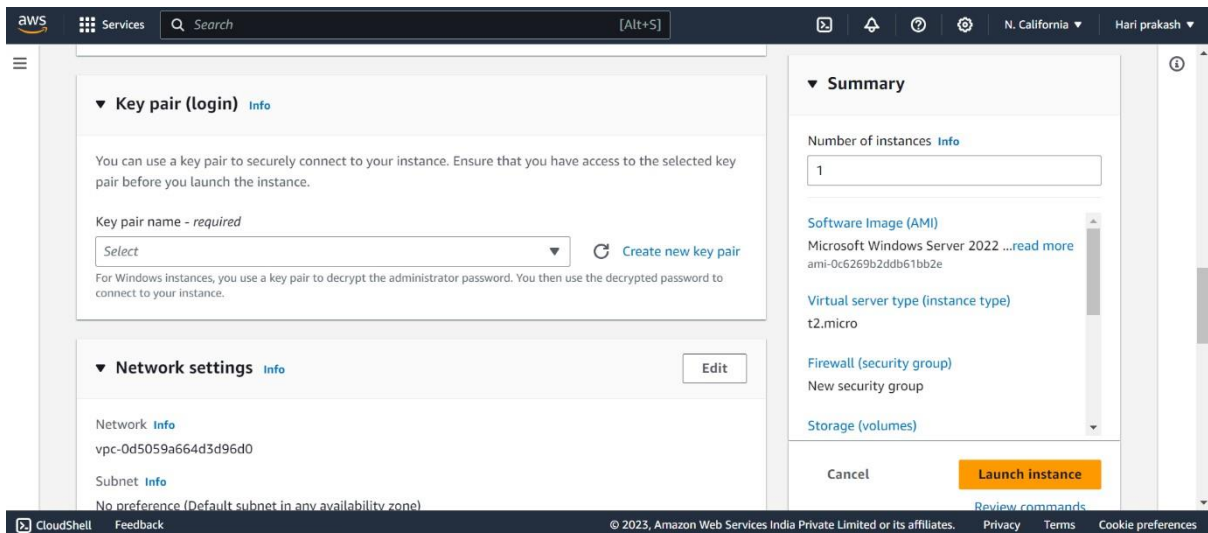 aws Services Search [Alt+S] N. California ▼ Hari prakash ▼
▼ Key pair (login) Info
You can use a key pair to securely connect to your instance. Ensure that you have access to the selected key
pair before you launch the instance.
Key pair name - required
Select ▼ Create new key pair
For Windows instances, you use a key pair to decrypt the administrator password. You then use the decrypted password to
connect to your instance.
▼ Network settings Info Edit
Network Info
vpc-0d5059a664d3d96d0
Subnet Info
No preference (Default subnet in any availability zone)
▼ Summary
Number of instances Info
1
Software Image (AMI)
Microsoft Windows Server 2022 ...read more
ami-0c6269b2ddb61bb2e
Virtual server type (instance type)
t2.micro
Firewall (security group)
New security group
Storage (volumes)
Cancel Launch instance
Review commands
CloudShell Feedback © 2023, Amazon Web Services India Private Limited or its affiliates. Privacy Terms Cookie preferences